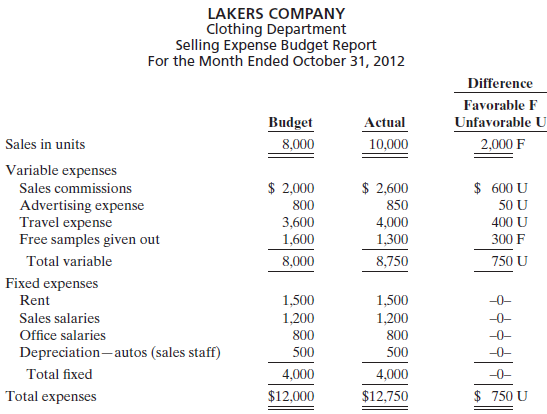 LAKERS COMPANY
Clothing Department
Selling Expense Budget Report
For the Month Ended October 31, 2012
Difference
Favorable F
Budget Actual Unfavorable U
Sales in units 8,000 10,000 2,000 F
Variable expenses
Sales commissions $ 2,000 $ 2,600 $ 600 U
Advertising expense 800 850 50 U
Travel expense 3,600 4,000 400 U
Free samples given out 1,600 1,300 300 F
Total variable 8,000 8,750 750 U
Fixed expenses
Rent 1,500 1,500 –0–
Sales salaries 1,200 1,200 –0–
Office salaries 800 800 –0–
Depreciation—autos (sales staff) 500 500 –0–
Total fixed 4,000 4,000 –0–
Total expenses $12,000 $12,750 $ 750 U